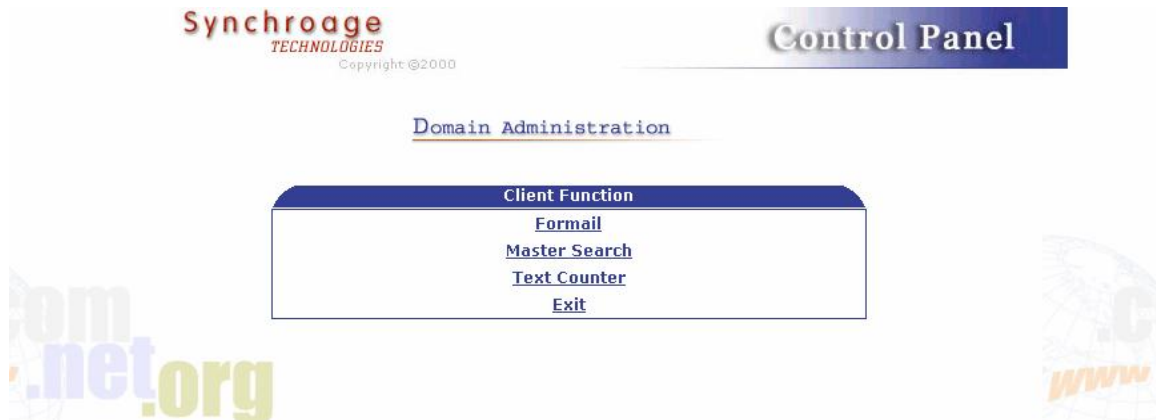 Synchroage
TECHNOLOGIES
Copyright ©2000
Control Panel
Domain Administration
Client Function
Formail
Master Search
Text Counter
Exit
com
.net.org
.c
www